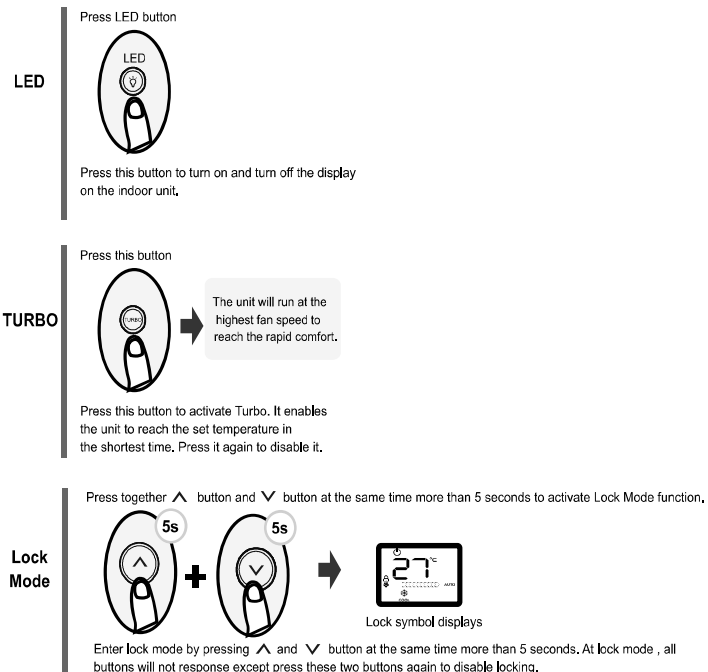 Press LED button
LED
LED
Press this button to turn on and turn off the display
on the indoor unit.
Press this button
TURBO
TURBO
The unit will run at the
highest fan speed to
reach the rapid comfort.
Press this button to activate Turbo. It enables
the unit to reach the set temperature in
the shortest time. Press it again to disable it.
Press together ∧ button and ∨ button at the same time more than 5 seconds to activate Lock Mode function.
Lock
Mode
5s
5s
27°C
AUTO
COOL
Lock symbol displays
Enter lock mode by pressing ∧ and ∨ button at the same time more than 5 seconds. At lock mode , all
buttons will not response except press these two buttons again to disable locking.